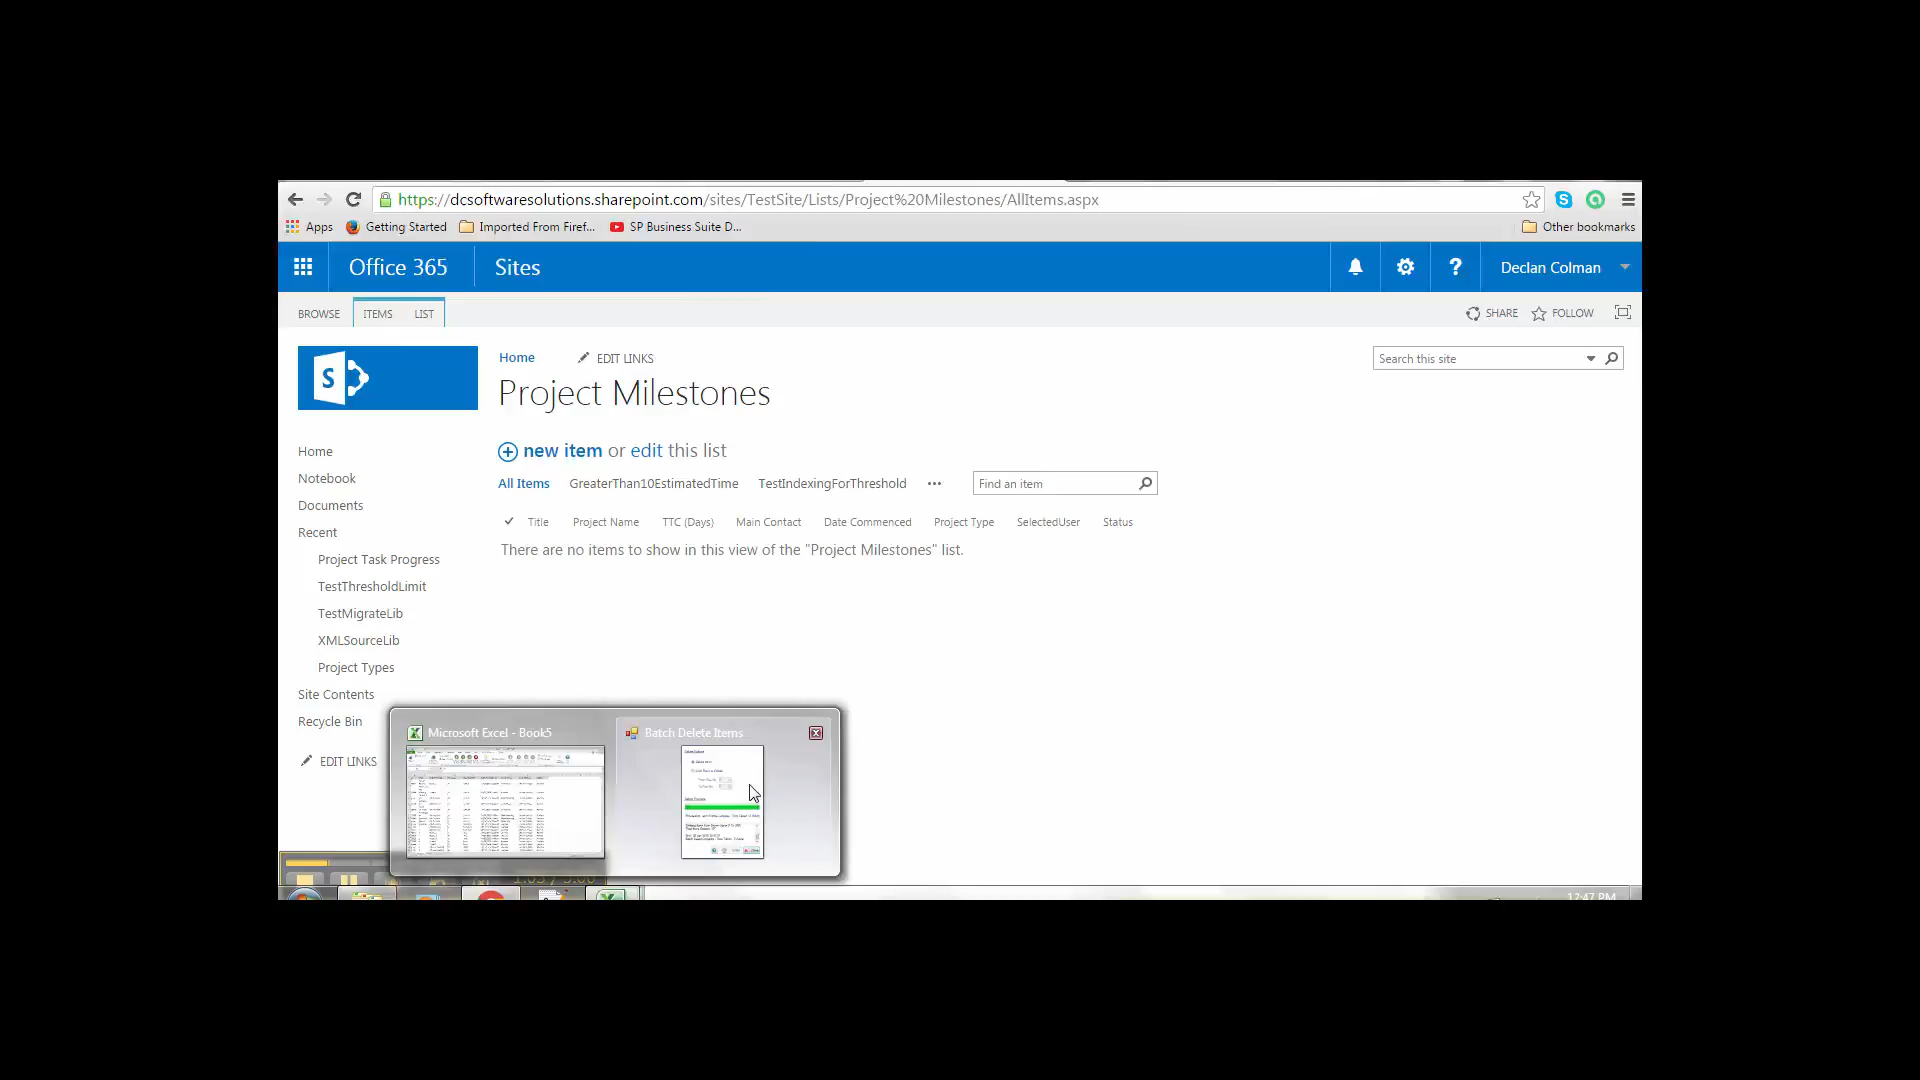 https://dcsoftwaresolutions.sharepoint.com/sites/TestSite/Lists/Project%20Milestones/AllItems.aspx
Apps Getting Started Imported From Firef... SP Business Suite D... Other bookmarks
Office 365 Sites Declan Colman
BROWSE ITEMS LIST SHARE FOLLOW
Home EDIT LINKS Search this site
Project Milestones
new item or edit this list
All Items GreaterThan10EstimatedTime TestIndexingForThreshold ... Find an item
Title Project Name TTC (Days) Main Contact Date Commenced Project Type SelectedUser Status
There are no items to show in this view of the "Project Milestones" list.
Home
Notebook
Documents
Recent
Project Task Progress
TestThresholdLimit
TestMigrateLib
XMLSourceLib
Project Types
Site Contents
Recycle Bin
EDIT LINKS
Microsoft Excel - Book5 Batch Delete Items
12:47 PM